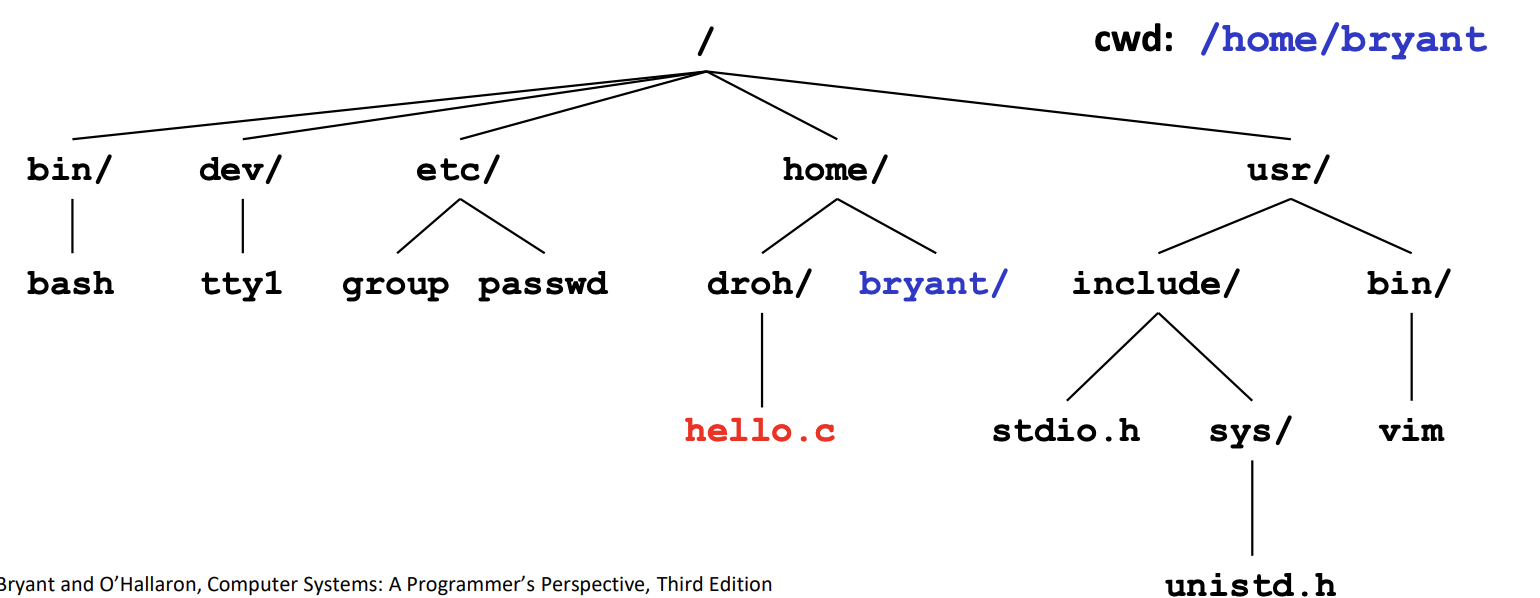 /
cwd: /home/bryant
bin/ dev/ etc/ home/ usr/
bash tty1 group passwd droh/ bryant/ include/ bin/
hello.c stdio.h sys/ vim
unistd.h
Bryant and O’Hallaron, Computer Systems: A Programmer’s Perspective, Third Edition